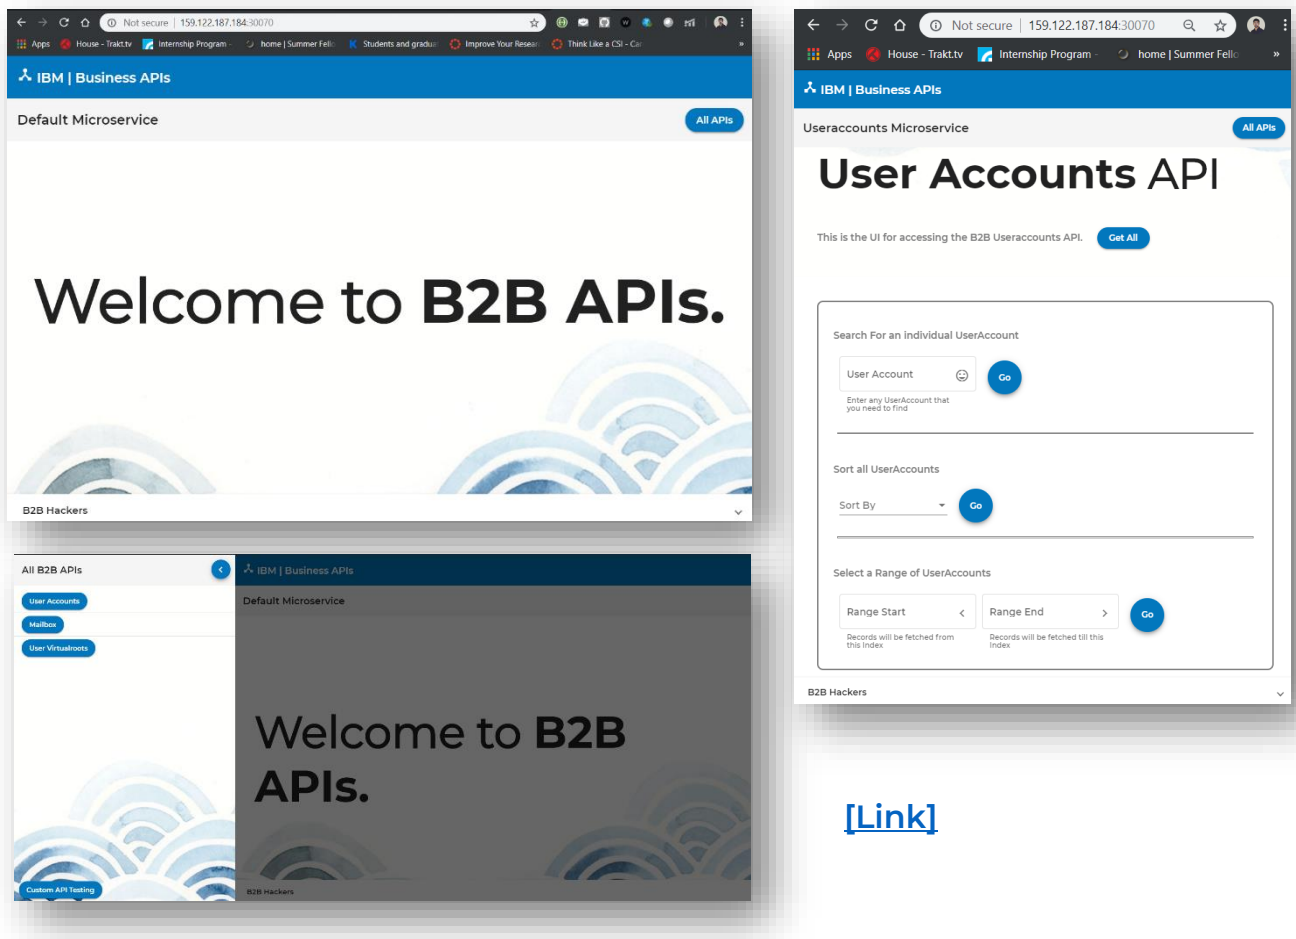 Not secure | 159.122.187.184:30070
Apps House - Trakt.tv Internship Program - home | Summer Fello Students and gradua Improve Your Resear Think Like a CSI – Ca »
IBM | Business APIs
Default Microservice
All APIs
Welcome to B2B APIs.
B2B Hackers
All B2B APIs
User Accounts
Mailbox
User Virtualroots
Custom API Testing
IBM | Business APIs
Default Microservice
Welcome to B2B
APIs.
B2B Hackers
Not secure | 159.122.187.184:30070
Apps House - Trakt.tv Internship Program - home | Summer Fello »
IBM | Business APIs
Useraccounts Microservice
All APIs
User Accounts API
This is the UI for accessing the B2B Useraccounts API.
Get All
Search For an individual UserAccount
User Account
Go
Enter any UserAccount that
you need to find
Sort all UserAccounts
Sort By
Go
Select a Range of UserAccounts
Range Start
Range End
Go
Records will be fetched from
this Index
Records will be fetched till this
Index
B2B Hackers
[Link]